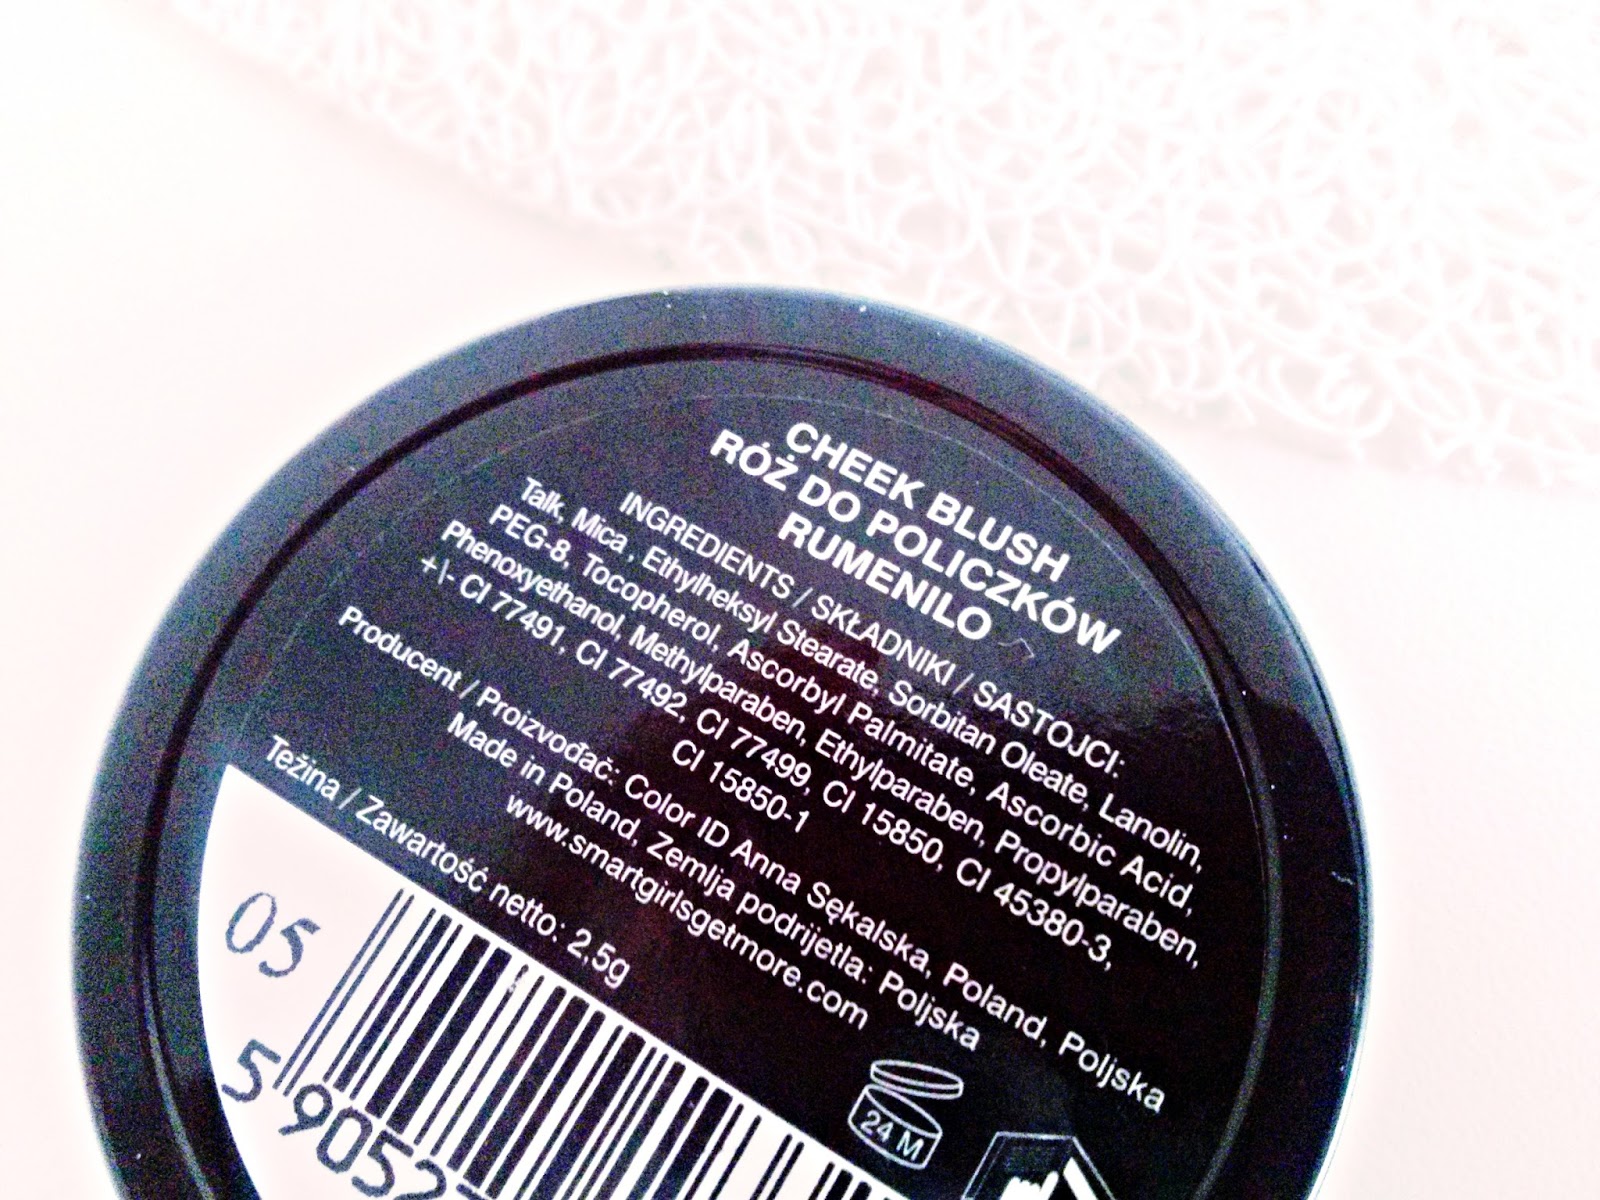 CHEEK BLUSH
RÓŻ DO POLICZKÓW
RUMENILO
INGREDIENTS / SKŁADNIKI / SASTOJCI:
Talk, Mica , Ethylheksyl Stearate, Sorbitan Oleate, Lanolin,
PEG-8, Tocopherol, Ascorbyl Palmitate, Ascorbic Acid,
Phenoxyethanol, Methylparaben, Ethylparaben, Propylparaben,
+\- CI 77491, CI 77492, CI 77499, CI 15850, CI 45380-3,
CI 15850-1
Producent / Proizvođač: Color ID Anna Sękalska, Poland, Poljska
Made in Poland, Zemlja podrijetla: Poljska
www.smartgirlsgetmore.com
Težina / Zawartość netto: 2,5g
05
24 M
5 9052